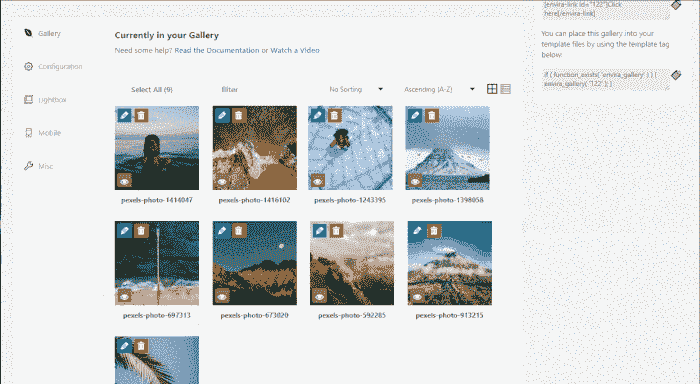 Gallery
Configuration
Lightbox
Mobile
Misc
Currently in your Gallery
Need some help? Read the Documentation or Watch a Video
Select All (9)
filter
No Sorting
Ascending (A-Z)
pexels-photo-1414047
pexels-photo-1416102
pexels-photo-1243395
pexels-photo-1398058
pexels-photo-697313
pexels-photo-673020
pexels-photo-592285
pexels-photo-913215
[envira-link id="122"]Click
here[/envira-link]
You can place this gallery into your
template files by using the template tag
below:
if ( function_exists( 'envira_gallery' ) ) {
envira_gallery( '122' ); }